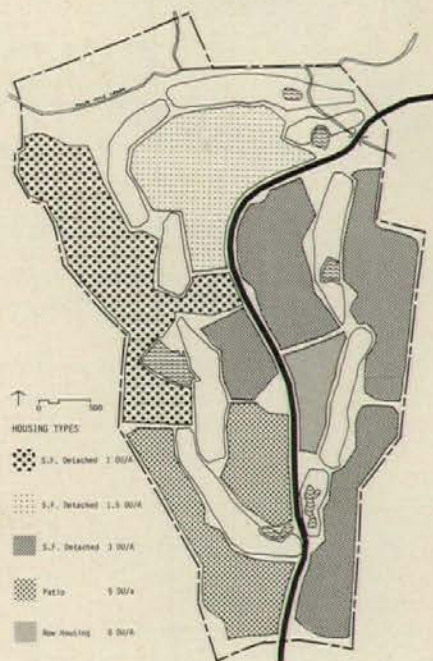 0 500
HOUSING TYPES
S.F. Detached 1 DU/A
S.F. Detached 1.5 DU/A
S.F. Detached 3 DU/A
Patio 5 DU/A
Row Housing 8 DU/A